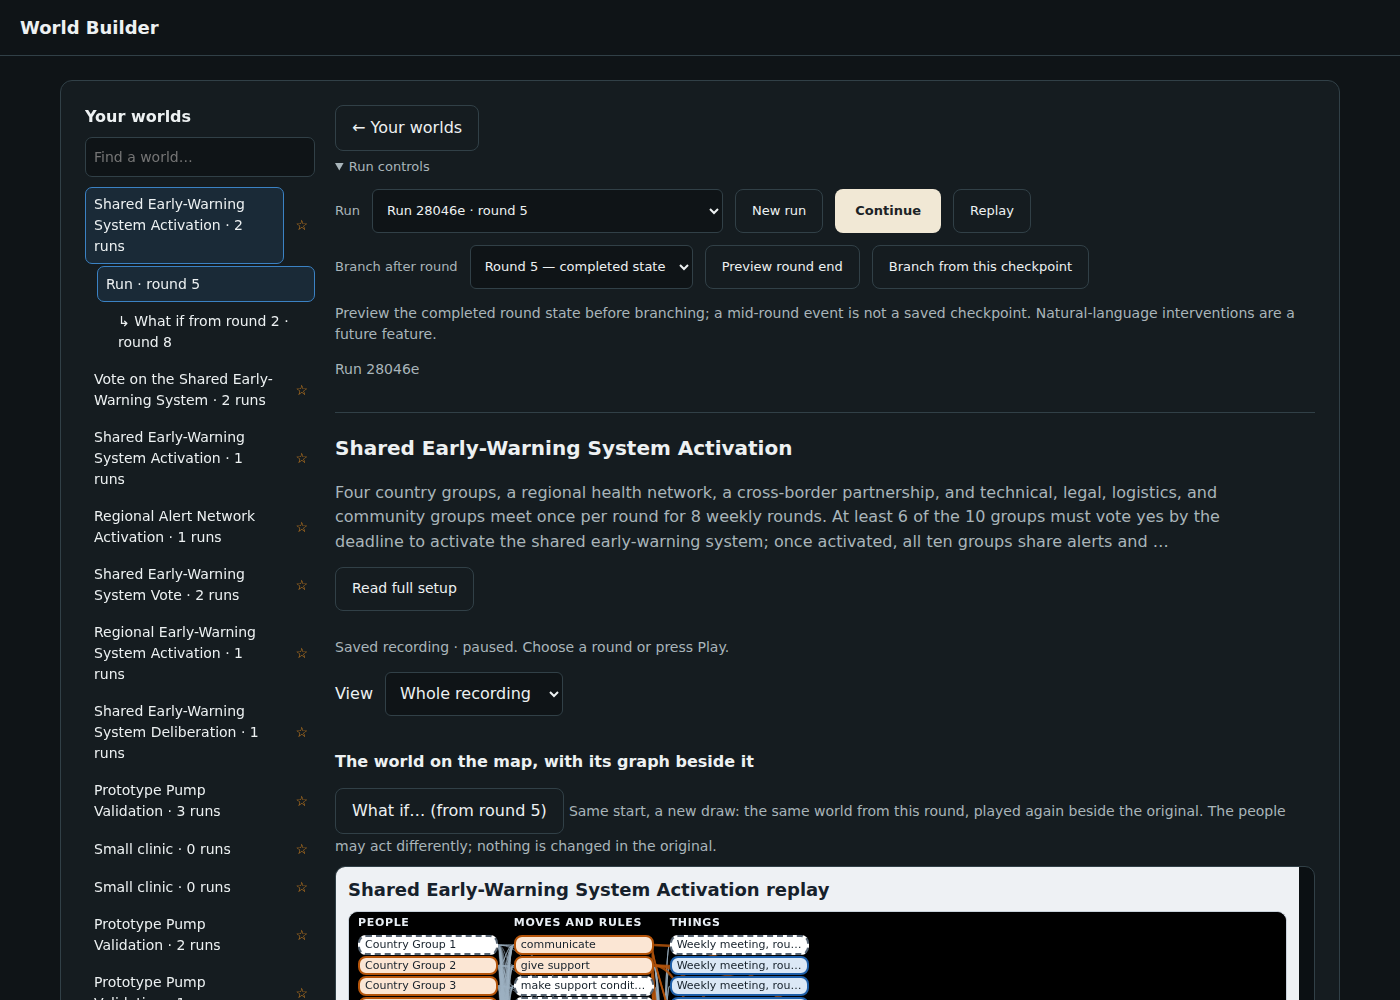 World Builder
Your worlds
Find a world...
Shared Early-Warning
System Activation · 2
runs
☆
Run · round 5
↳ What if from round 2 ·
round 8
Vote on the Shared Early-
Warning System · 2 runs
☆
Shared Early-Warning
System Activation · 1
runs
☆
Regional Alert Network
Activation · 1 runs
☆
Shared Early-Warning
System Vote · 2 runs
☆
Regional Early-Warning
System Activation · 1
runs
☆
Shared Early-Warning
System Deliberation · 1
runs
☆
Prototype Pump
Validation · 3 runs
☆
Small clinic · 0 runs
☆
Small clinic · 0 runs
☆
Prototype Pump
Validation · 2 runs
☆
Prototype Pump
☆
← Your worlds
▼ Run controls
Run
Run 28046e · round 5
New run
Continue
Replay
Branch after round
Round 5 — completed state
Preview round end
Branch from this checkpoint
Preview the completed round state before branching; a mid-round event is not a saved checkpoint. Natural-language interventions are a
future feature.
Run 28046e
Shared Early-Warning System Activation
Four country groups, a regional health network, a cross-border partnership, and technical, legal, logistics, and
community groups meet once per round for 8 weekly rounds. At least 6 of the 10 groups must vote yes by the
deadline to activate the shared early-warning system; once activated, all ten groups share alerts and ...
Read full setup
Saved recording · paused. Choose a round or press Play.
View
Whole recording
The world on the map, with its graph beside it
What if... (from round 5)
Same start, a new draw: the same world from this round, played again beside the original. The people
may act differently; nothing is changed in the original.
Shared Early-Warning System Activation replay
PEOPLE
MOVES AND RULES
THINGS
Country Group 1
communicate
Weekly meeting, rou...
Country Group 2
give support
Weekly meeting, rou...
Country Group 3
make support condit...
Weekly meeting, rou...